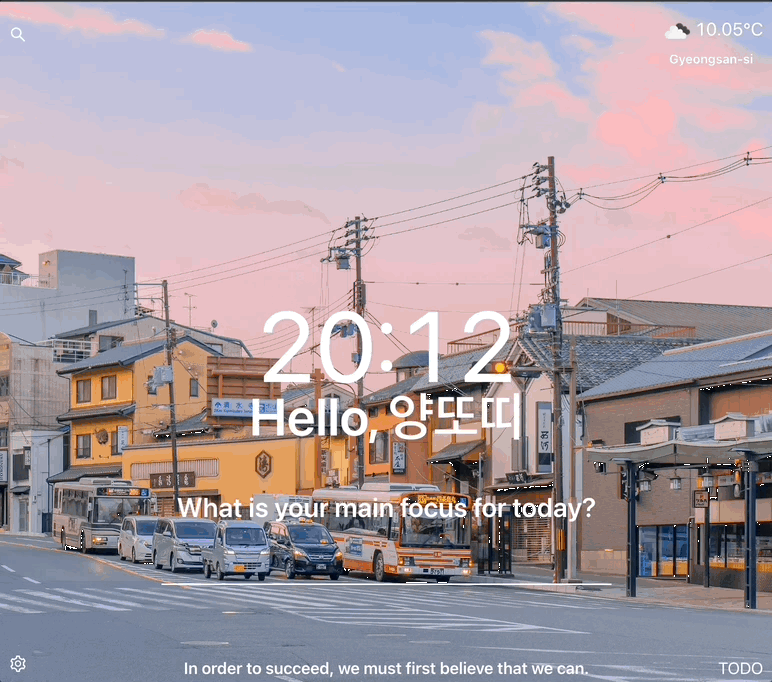 10.05°C
Gyeongsan-si
20:12
Hello, 양또띠
What is your main focus for today?
In order to succeed, we must first believe that we can.
TODO